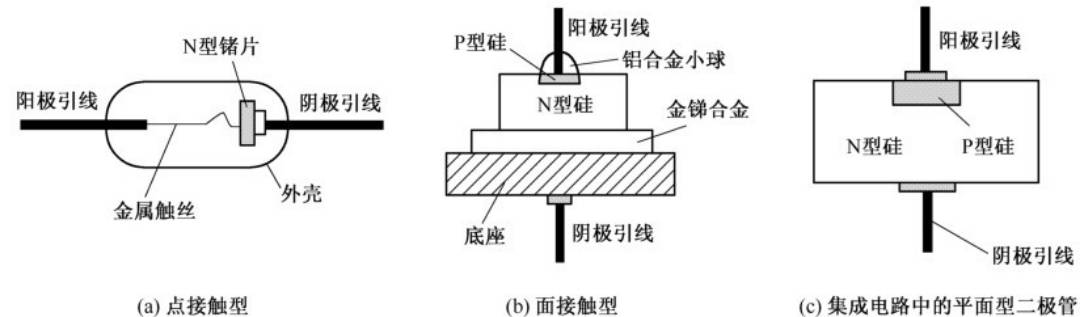 N型锗片
阳极引线
阴极引线
金属触丝
外壳
(a) 点接触型
阳极引线
P型硅
铝合金小球
N型硅
金锑合金
底座
阴极引线
(b) 面接触型
阳极引线
N型硅
P型硅
阴极引线
(c) 集成电路中的平面型二极管